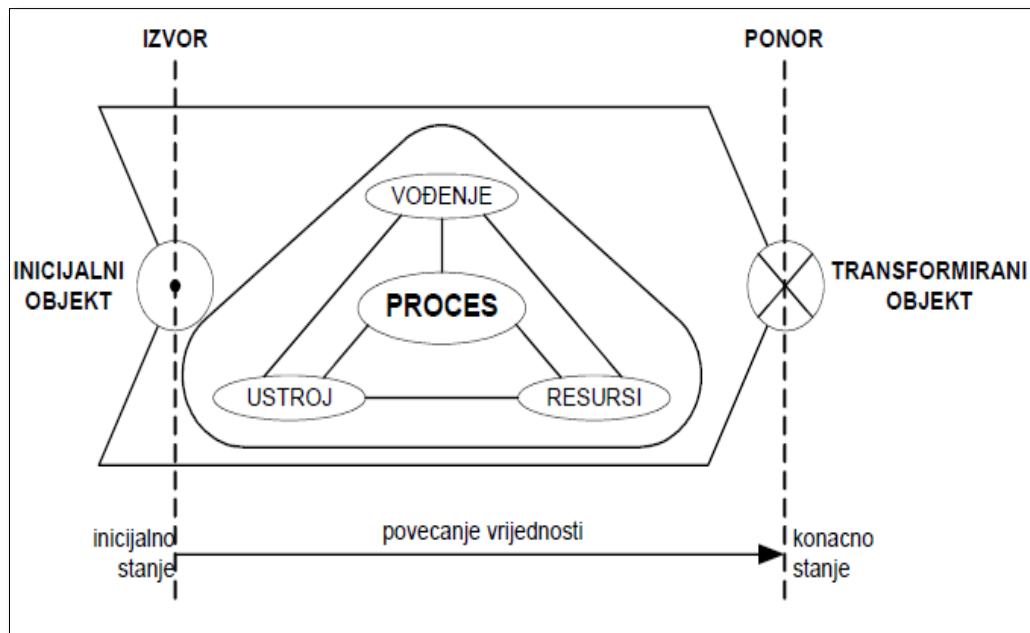 IZVOR
PONOR
VOĐENJE
INICIJALNI
OBJEKT
PROCES
TRANSFORMIRANI
OBJEKT
USTROJ
RESURSI
inicijalno
stanje
povecanje vrijednosti
konacno
stanje